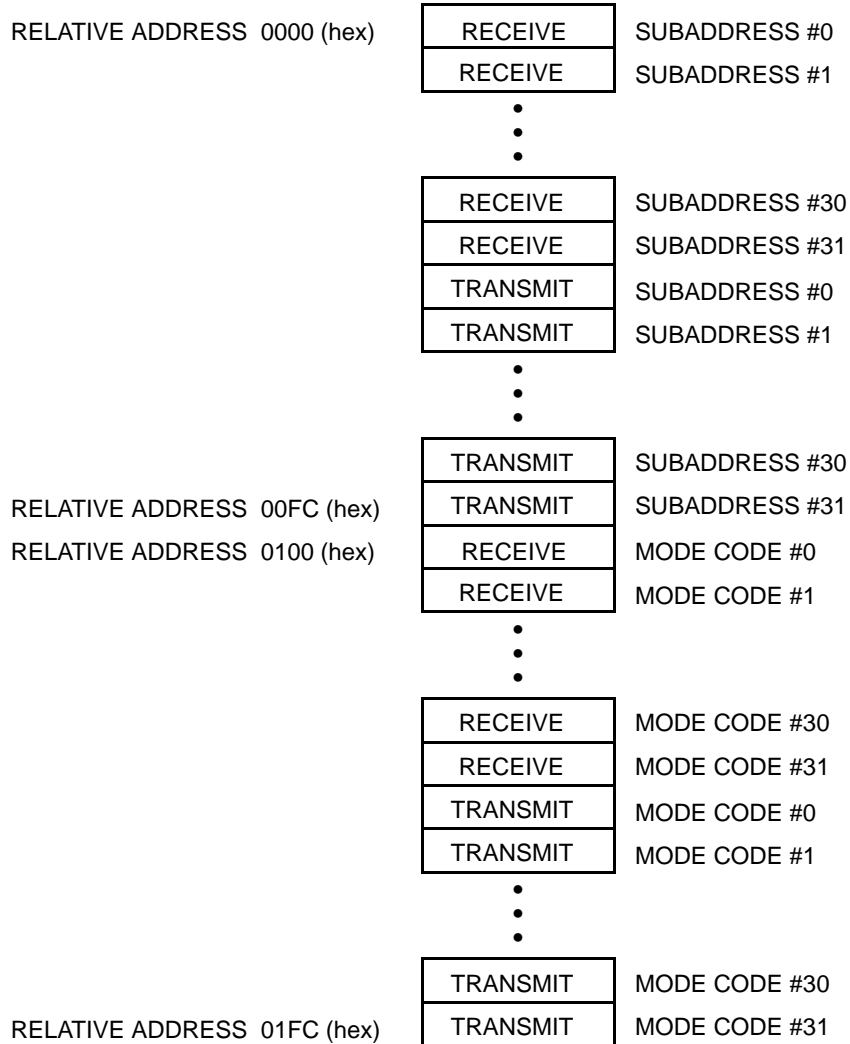 RELATIVE ADDRESS 0000 (hex) RECEIVE SUBADDRESS #0
RECEIVE SUBADDRESS #1
RECEIVE SUBADDRESS #30
RECEIVE SUBADDRESS #31
TRANSMIT SUBADDRESS #0
TRANSMIT SUBADDRESS #1
TRANSMIT SUBADDRESS #30
RELATIVE ADDRESS 00FC (hex) TRANSMIT SUBADDRESS #31
RELATIVE ADDRESS 0100 (hex) RECEIVE MODE CODE #0
RECEIVE MODE CODE #1
RECEIVE MODE CODE #30
RECEIVE MODE CODE #31
TRANSMIT MODE CODE #0
TRANSMIT MODE CODE #1
TRANSMIT MODE CODE #30
RELATIVE ADDRESS 01FC (hex) TRANSMIT MODE CODE #31